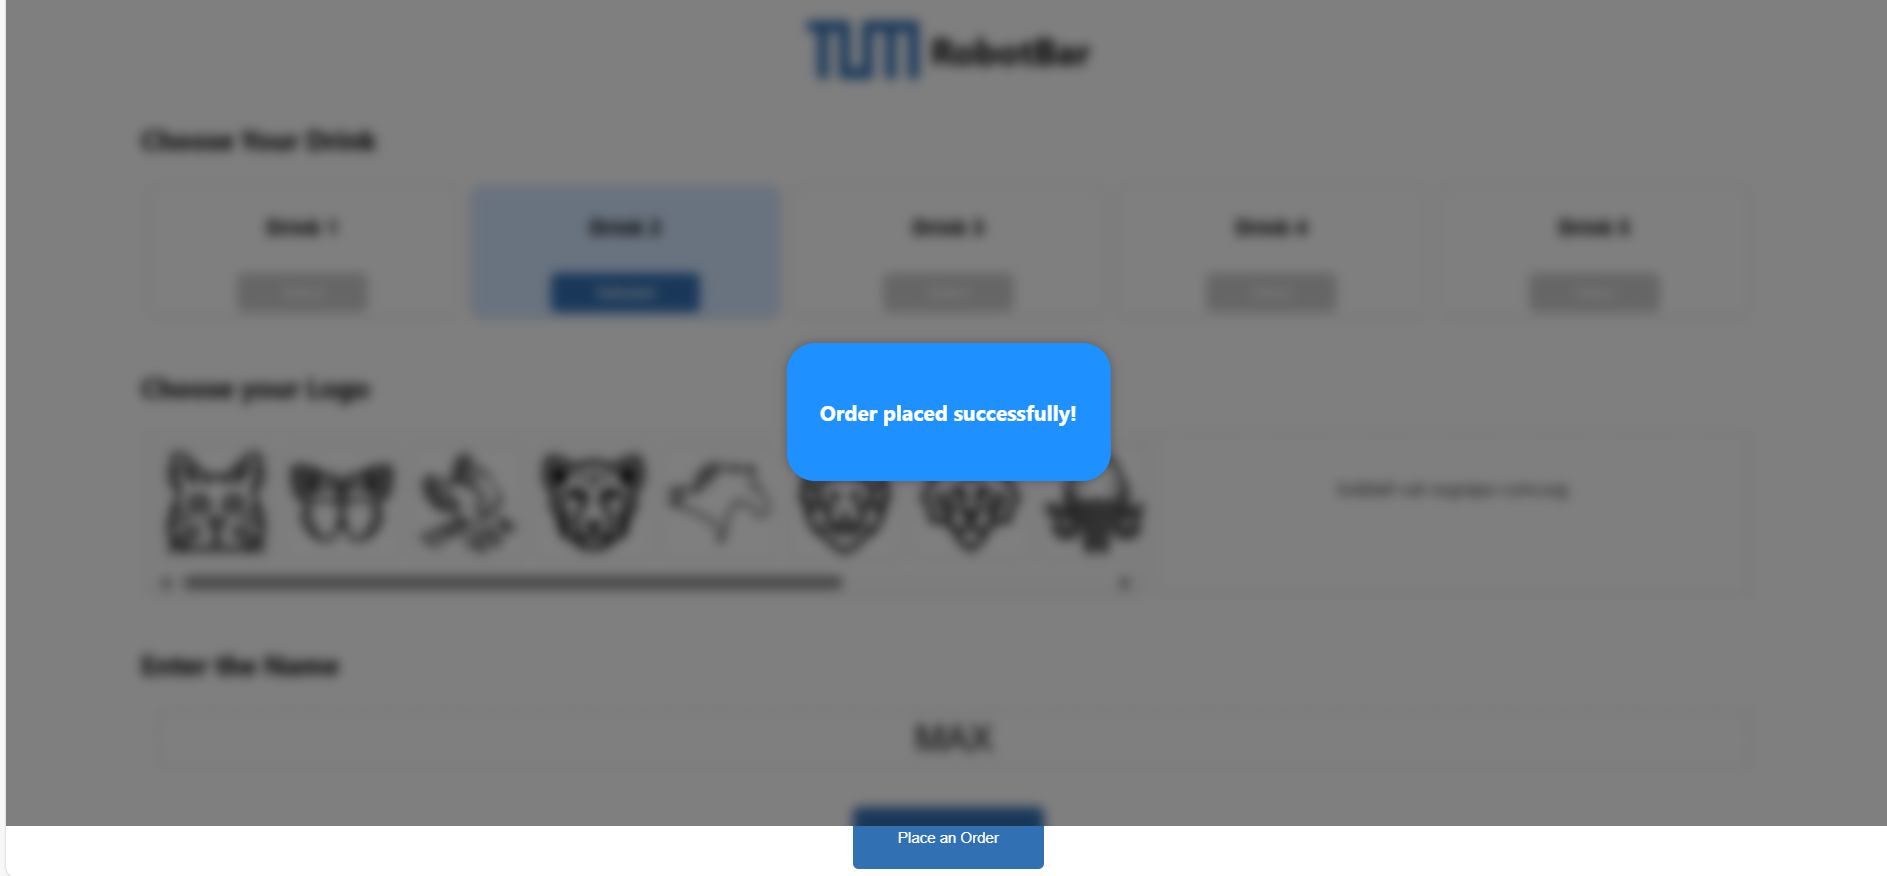 TUM RobotBar
Choose Your Drink
Drink 1
Drink 2
Drink 3
Drink 4
Drink 5
Selected
Choose your Logo
Order placed successfully!
Enter the Name
MAX
Place an Order